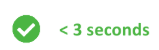 < 3 seconds